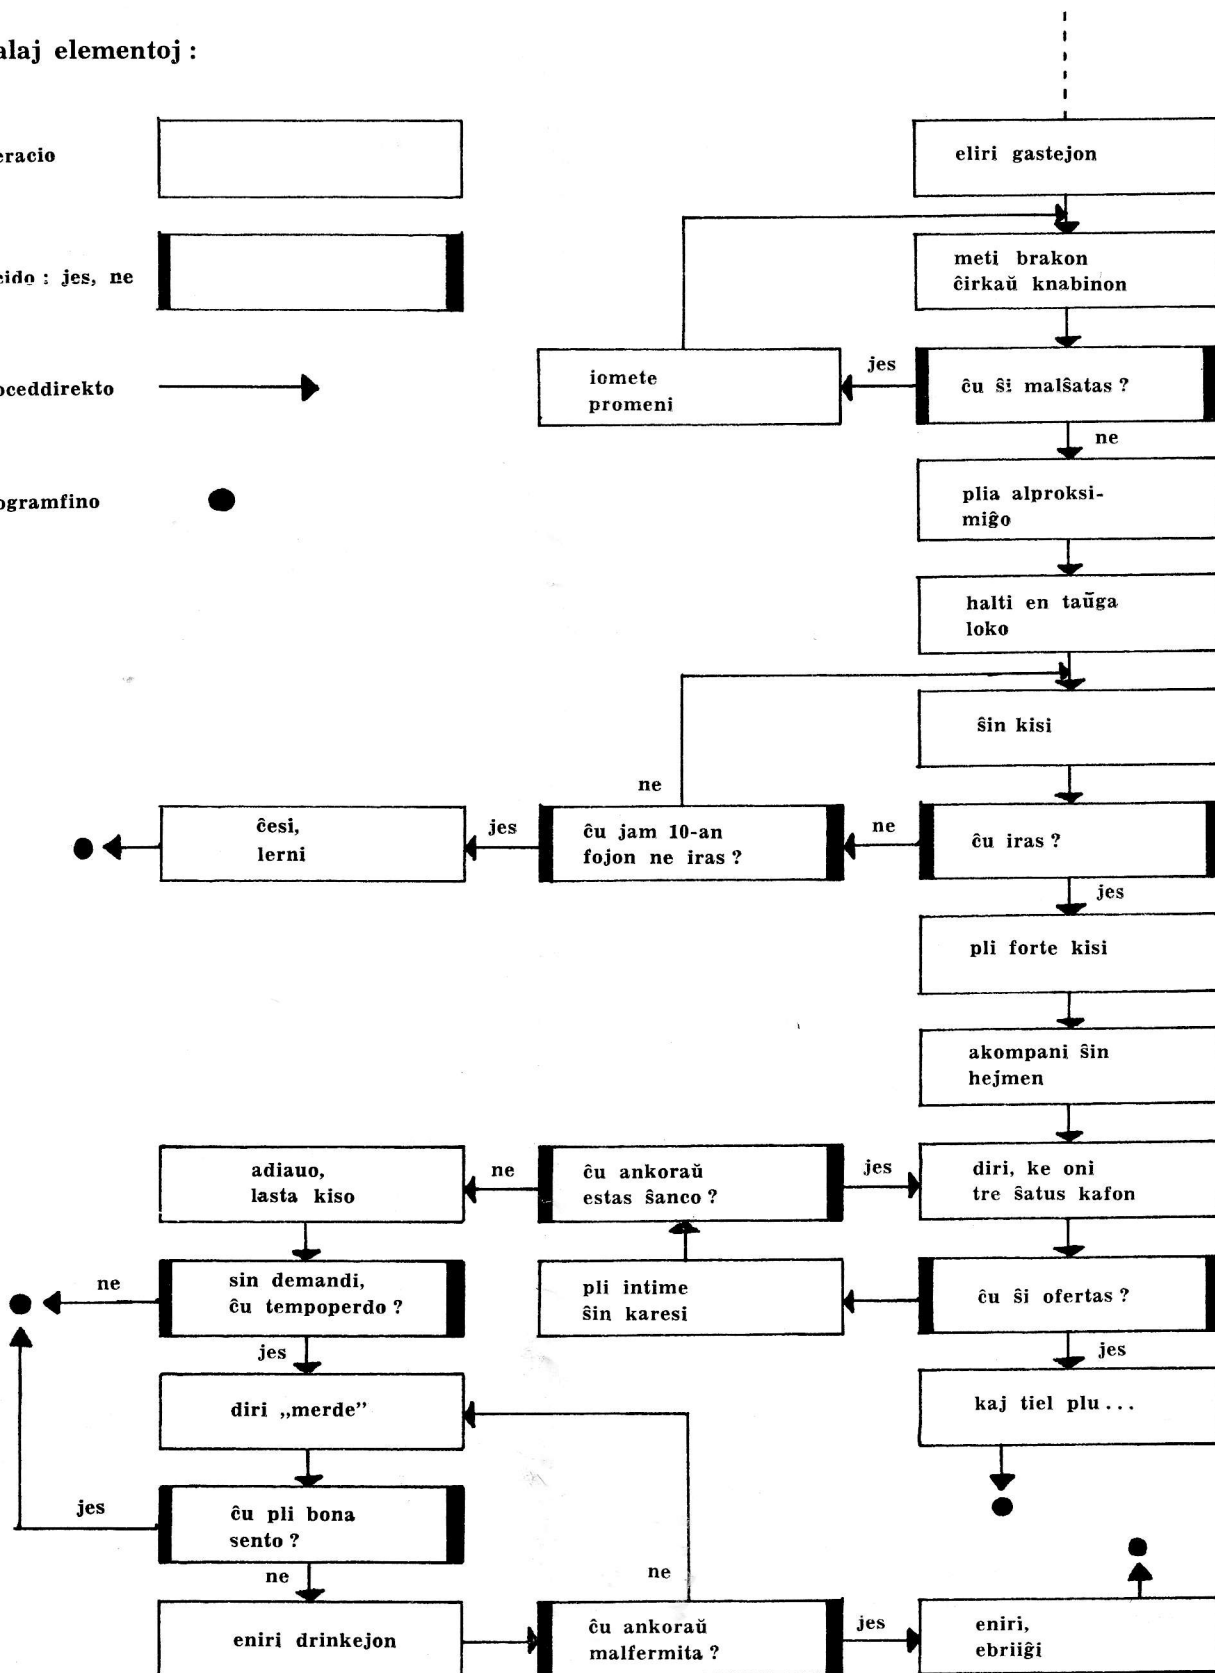 alaj elementoj :
eracio
eido : jes, ne
oceddirekto
ogramfino
eliri gastejon
meti brakon
ĉirkaŭ knabinon
ĉu ŝi malŝatas ?
jes
iomete
promeni
ne
plia alproksi-
miĝo
halti en taŭga
loko
ŝin kisi
ĉu iras ?
ne
ĉu jam 10-an
fojon ne iras ?
ne
jes
ĉesi,
lerni
jes
pli forte kisi
akompani ŝin
hejmen
diri, ke oni
tre ŝatus kafon
ĉu ŝi ofertas ?
pli intime
ŝin karesi
ĉu ankoraŭ
estas ŝanco ?
jes
ne
adiauo,
lasta kiso
sin demandi,
ĉu tempoperdo ?
ne
jes
diri „merde”
ĉu pli bona
sento ?
jes
ne
eniri drinkejon
ĉu ankoraŭ
malfermita ?
ne
jes
eniri,
ebriiĝi
jes
kaj tiel plu ...